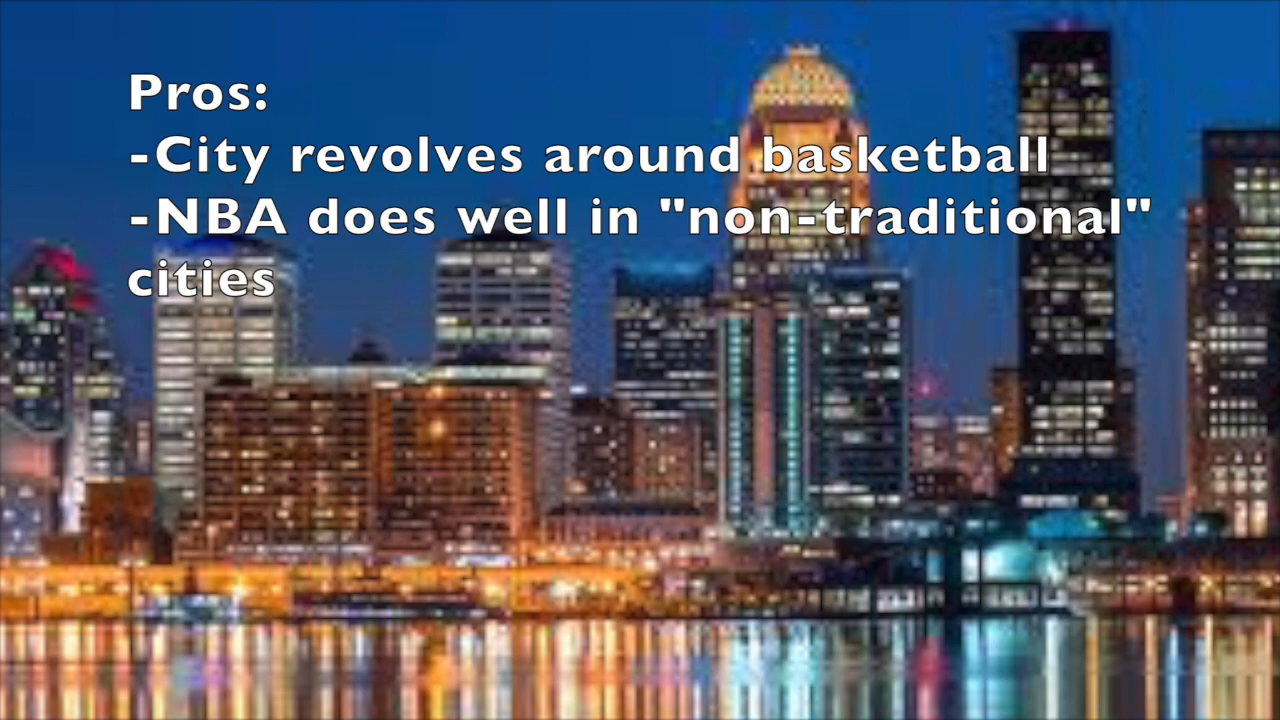 Pros:
-City revolves around basketball
-NBA does well in "non-traditional"
cities